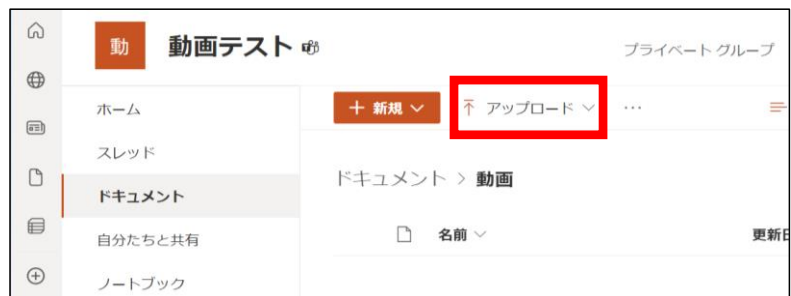 動 動画テスト
プライベート グループ
ホーム
スレッド
ドキュメント
自分たちと共有
ノートブック
+ 新規
アップロード
…
ドキュメント > 動画
名前